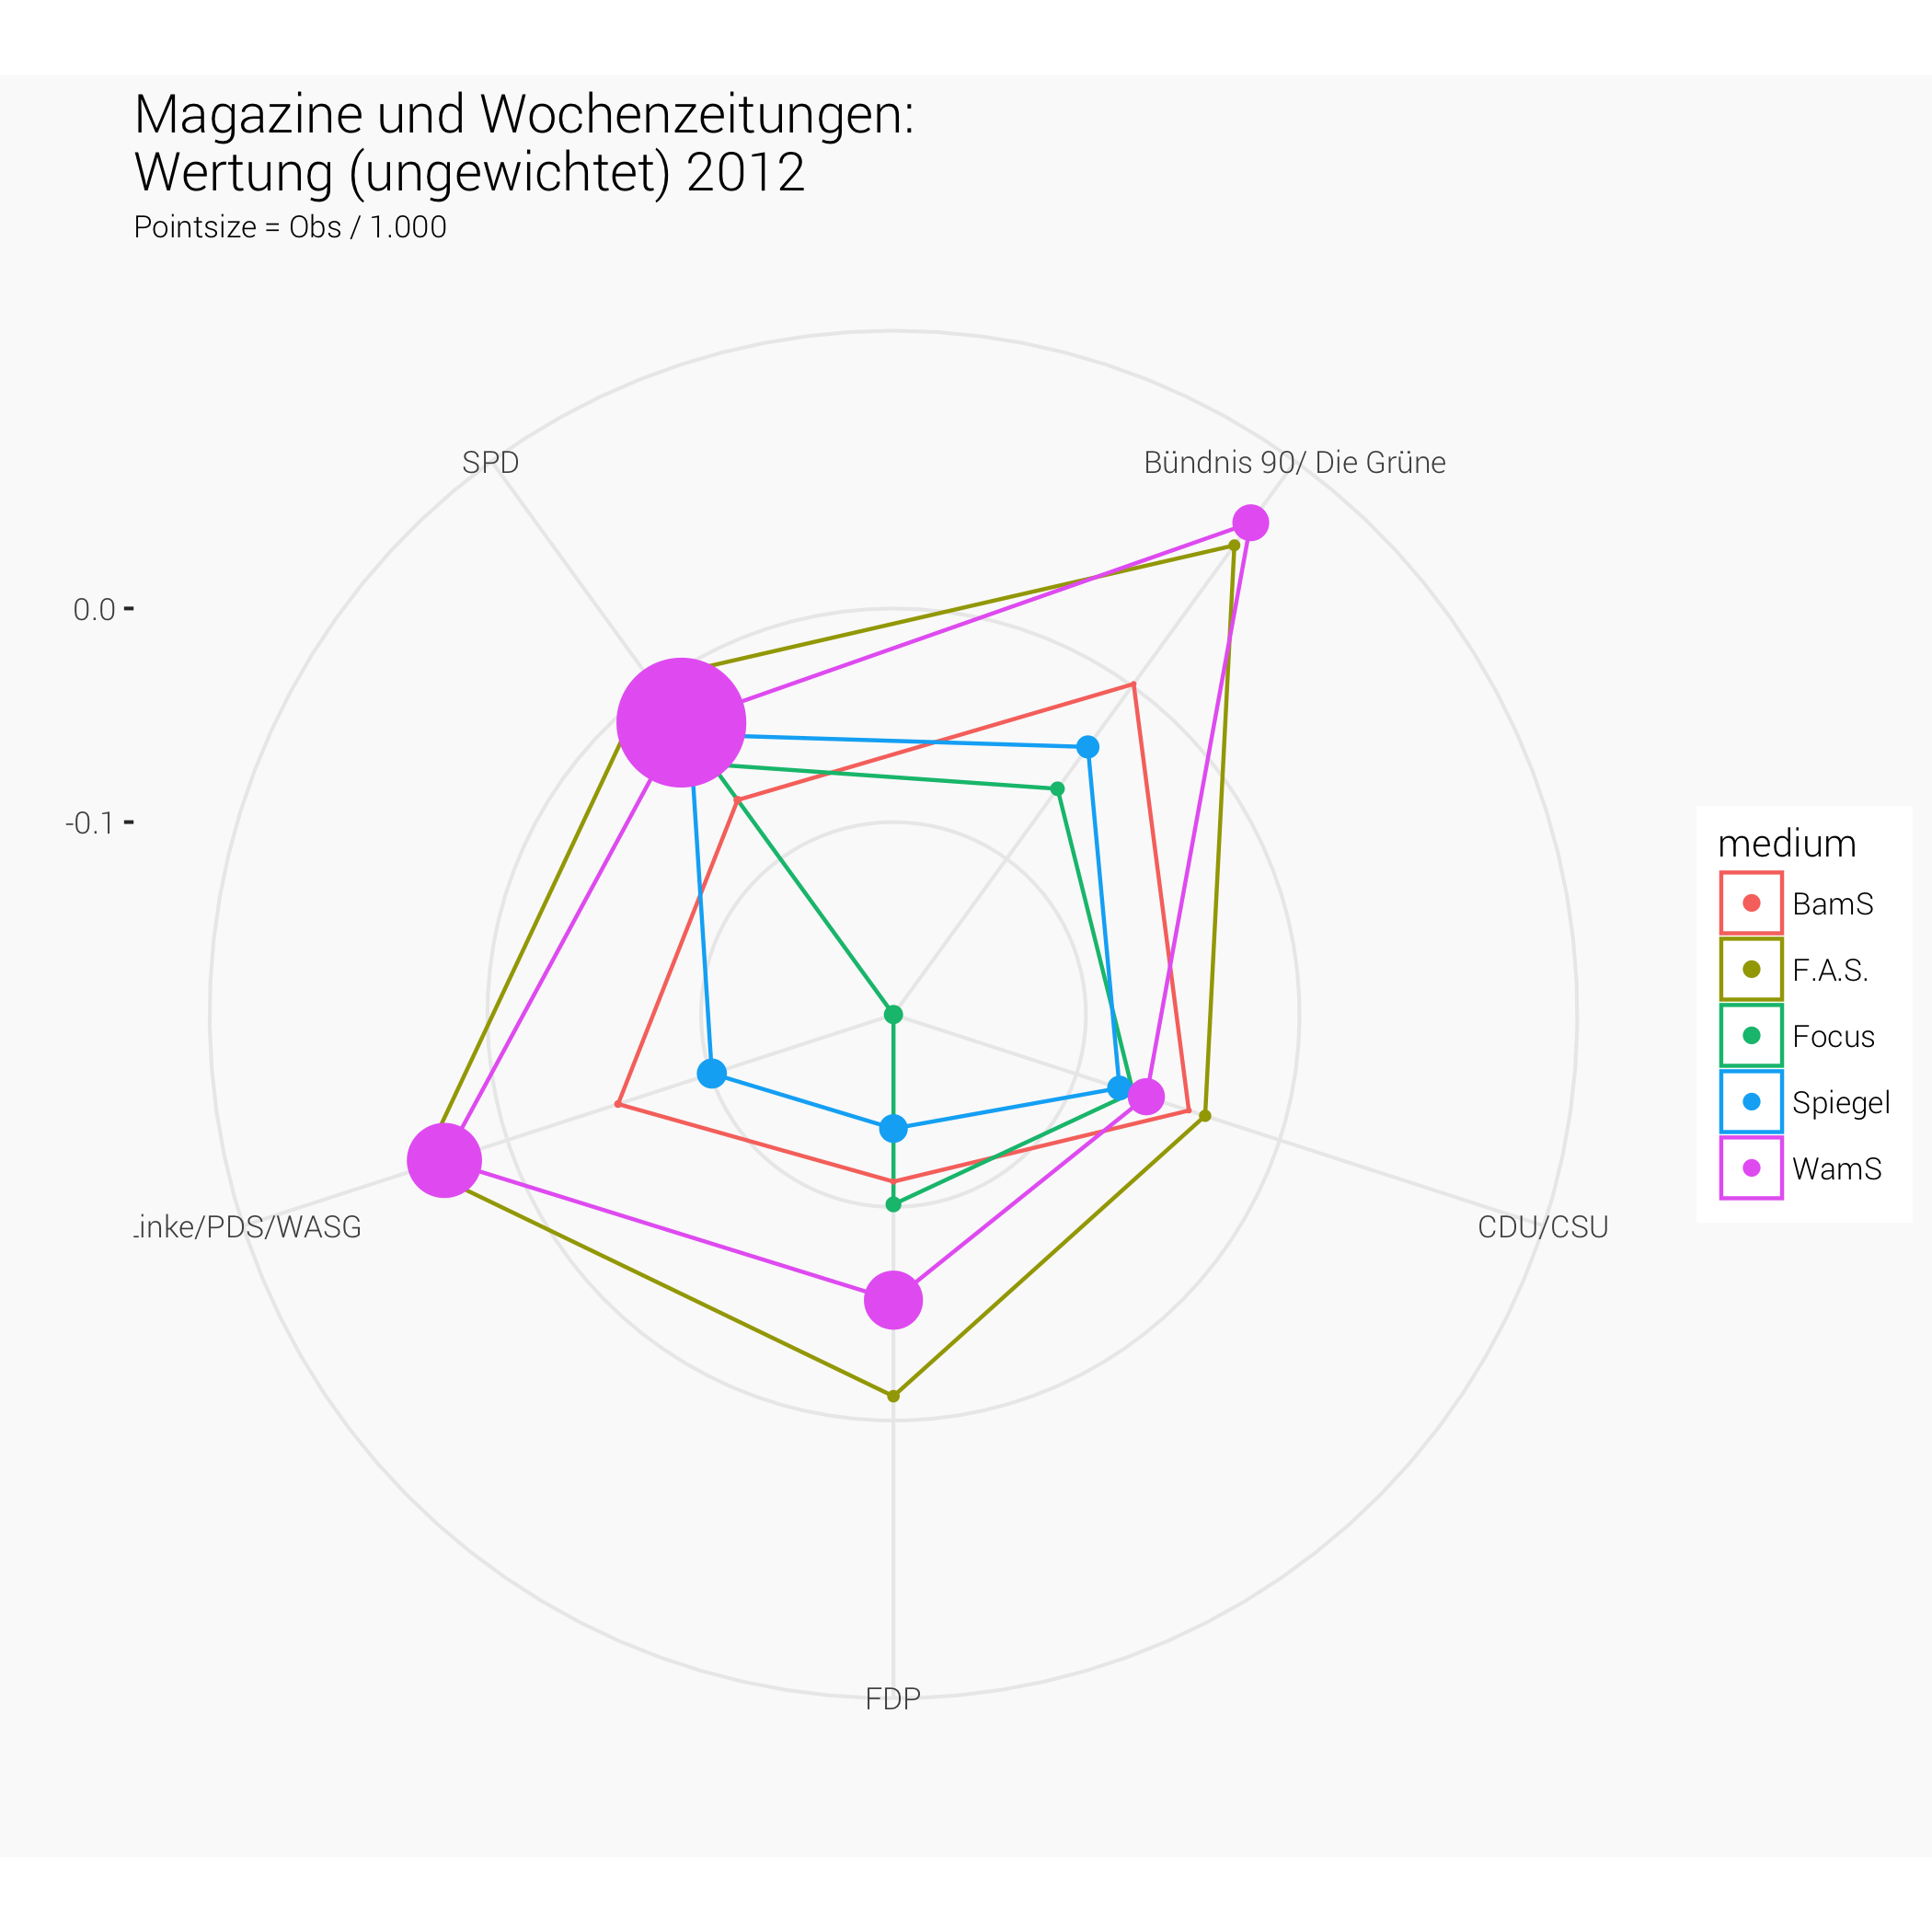 Magazine und Wochenzeitungen:
Wertung (ungewichtet) 2012
Pointsize = Obs / 1.000
SPD
Bündnis 90/ Die Grüne
0.0
-0.1
medium
BamS
F.A.S.
Focus
Spiegel
WamS
inke/PDS/WASG
CDU/CSU
FDP